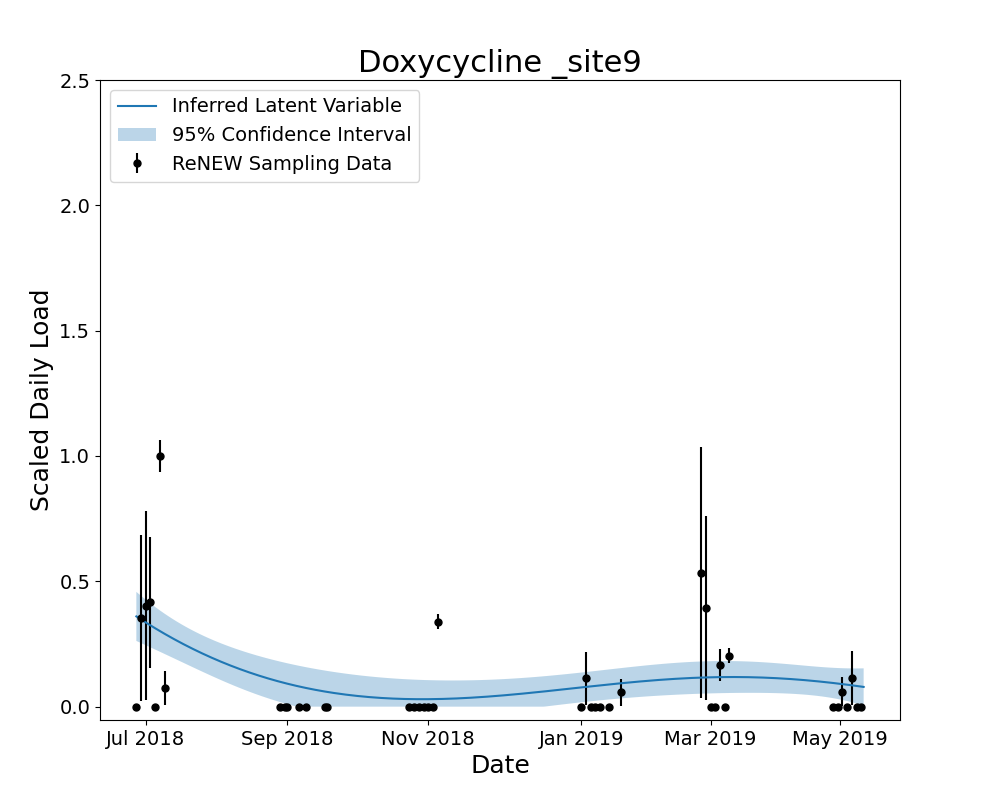 Doxycycline _site9
Inferred Latent Variable
95% Confidence Interval
ReNEW Sampling Data
2.5
2.0
1.5
1.0
0.5
0.0
Scaled Daily Load
Jul 2018 Sep 2018 Nov 2018 Jan 2019 Mar 2019 May 2019
Date